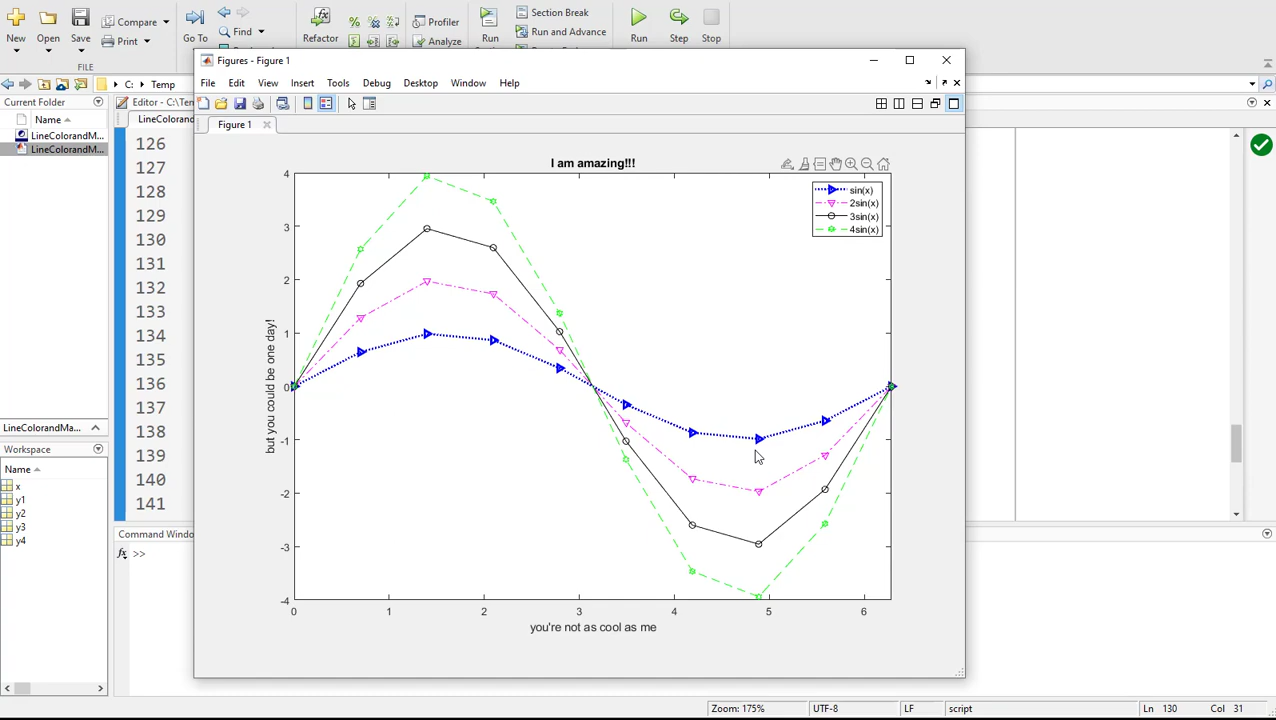 New
Open
Save
Compare
Print
Go To
Find
Refactor
Profiler
Analyze
Run
Section Break
Run and Advance
Run
Step
Stop
FILE
C:
Temp
Current Folder
Name
LineColorandM...
LineColorandM...
LineColorandMa...
Workspace
Name
x
y1
y2
y3
y4
Editor - C:\Ten
LineColorand
126
127
128
129
130
131
132
133
134
135
136
137
138
139
140
141
Command Windo
fx >>
Figures - Figure 1
File Edit View Insert Tools Debug Desktop Window Help
Figure 1
I am amazing!!!
sin(x)
2sin(x)
3sin(x)
4sin(x)
4
3
2
1
0
-1
-2
-3
-4
but you could be one day!
0 1 2 3 4 5 6
you're not as cool as me
Zoom: 175% UTF-8 LF script Ln 130 Col 31